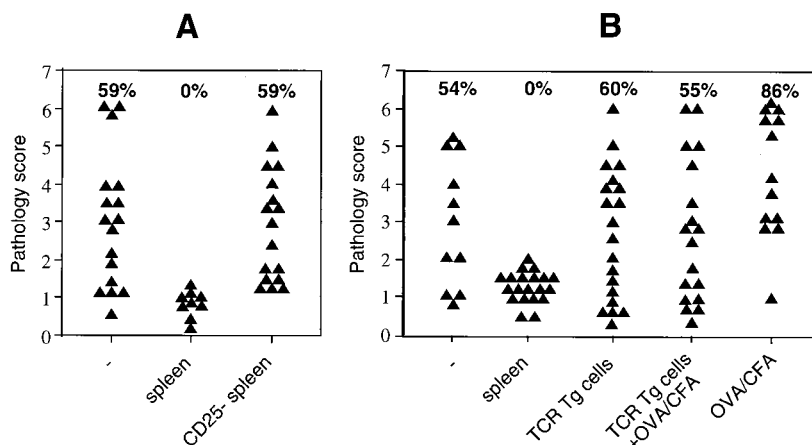 A
B
Pathology score
7
6
5
4
3
2
1
0
59%
0%
59%
-
spleen
CD25- spleen
Pathology score
7
6
5
4
3
2
1
0
54%
0%
60%
55%
86%
-
spleen
TCR Tg cells
TCR Tg cells
+OVA/CFA
OVA/CFA